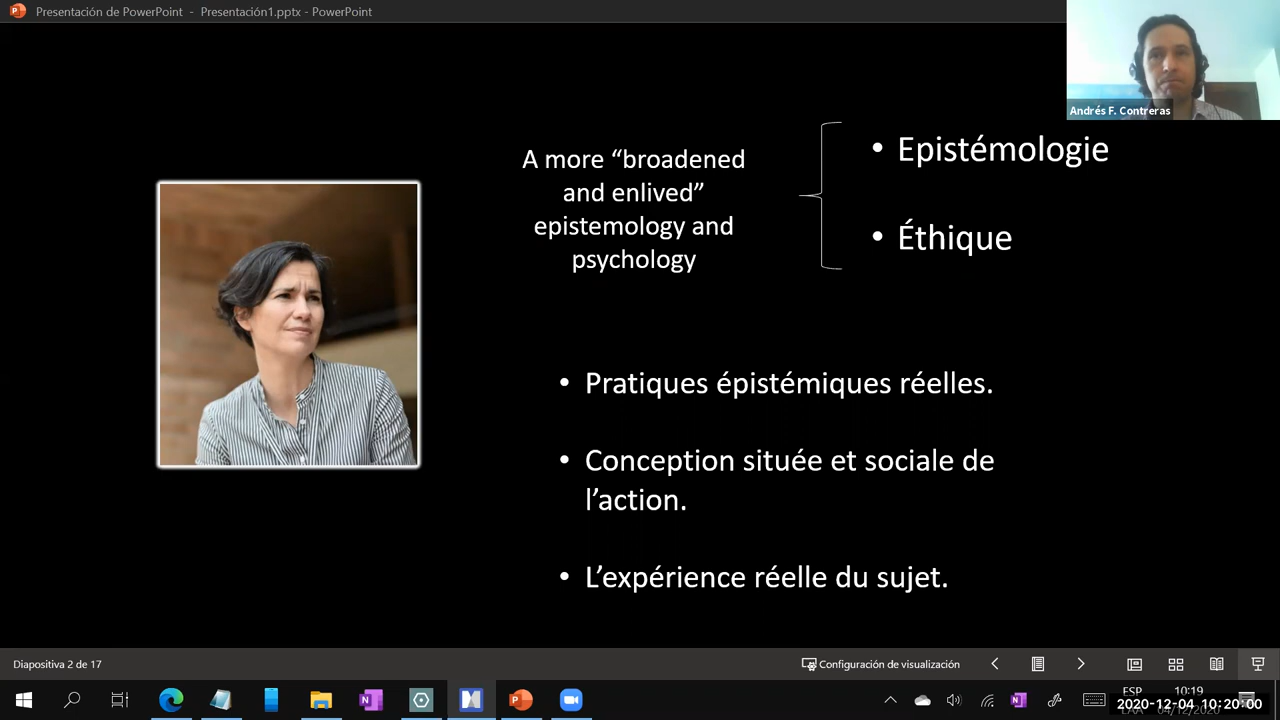 Presentación de PowerPoint - Presentación1.pptx - PowerPoint
Andrés F. Contreras
A more “broadened
and enlived”
epistemology and
psychology
• Epistémologie
• Éthique
• Pratiques épistémiques réelles.
• Conception située et sociale de
l’action.
• L’expérience réelle du sujet.
Diapositiva 2 de 17
Configuración de visualización
ESP
10:19
2020-12-04 10:20:00